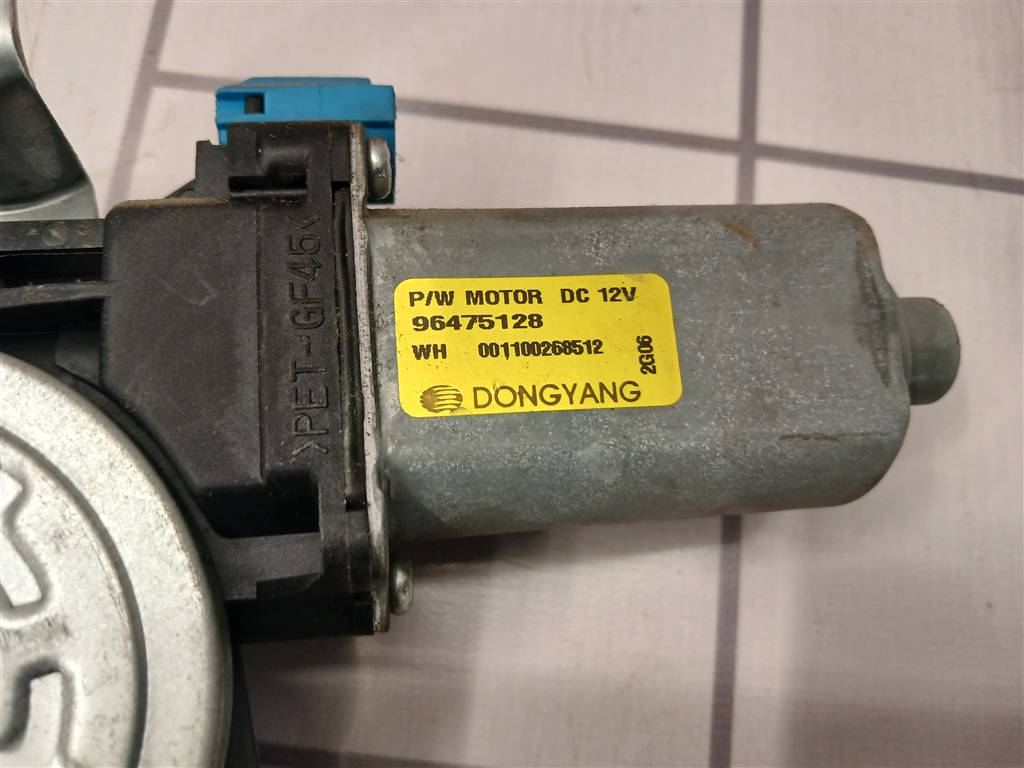 P/W MOTOR DC 12V
96475128
WH 001100268512
2G06
DONGYANG
>PET-GF45<